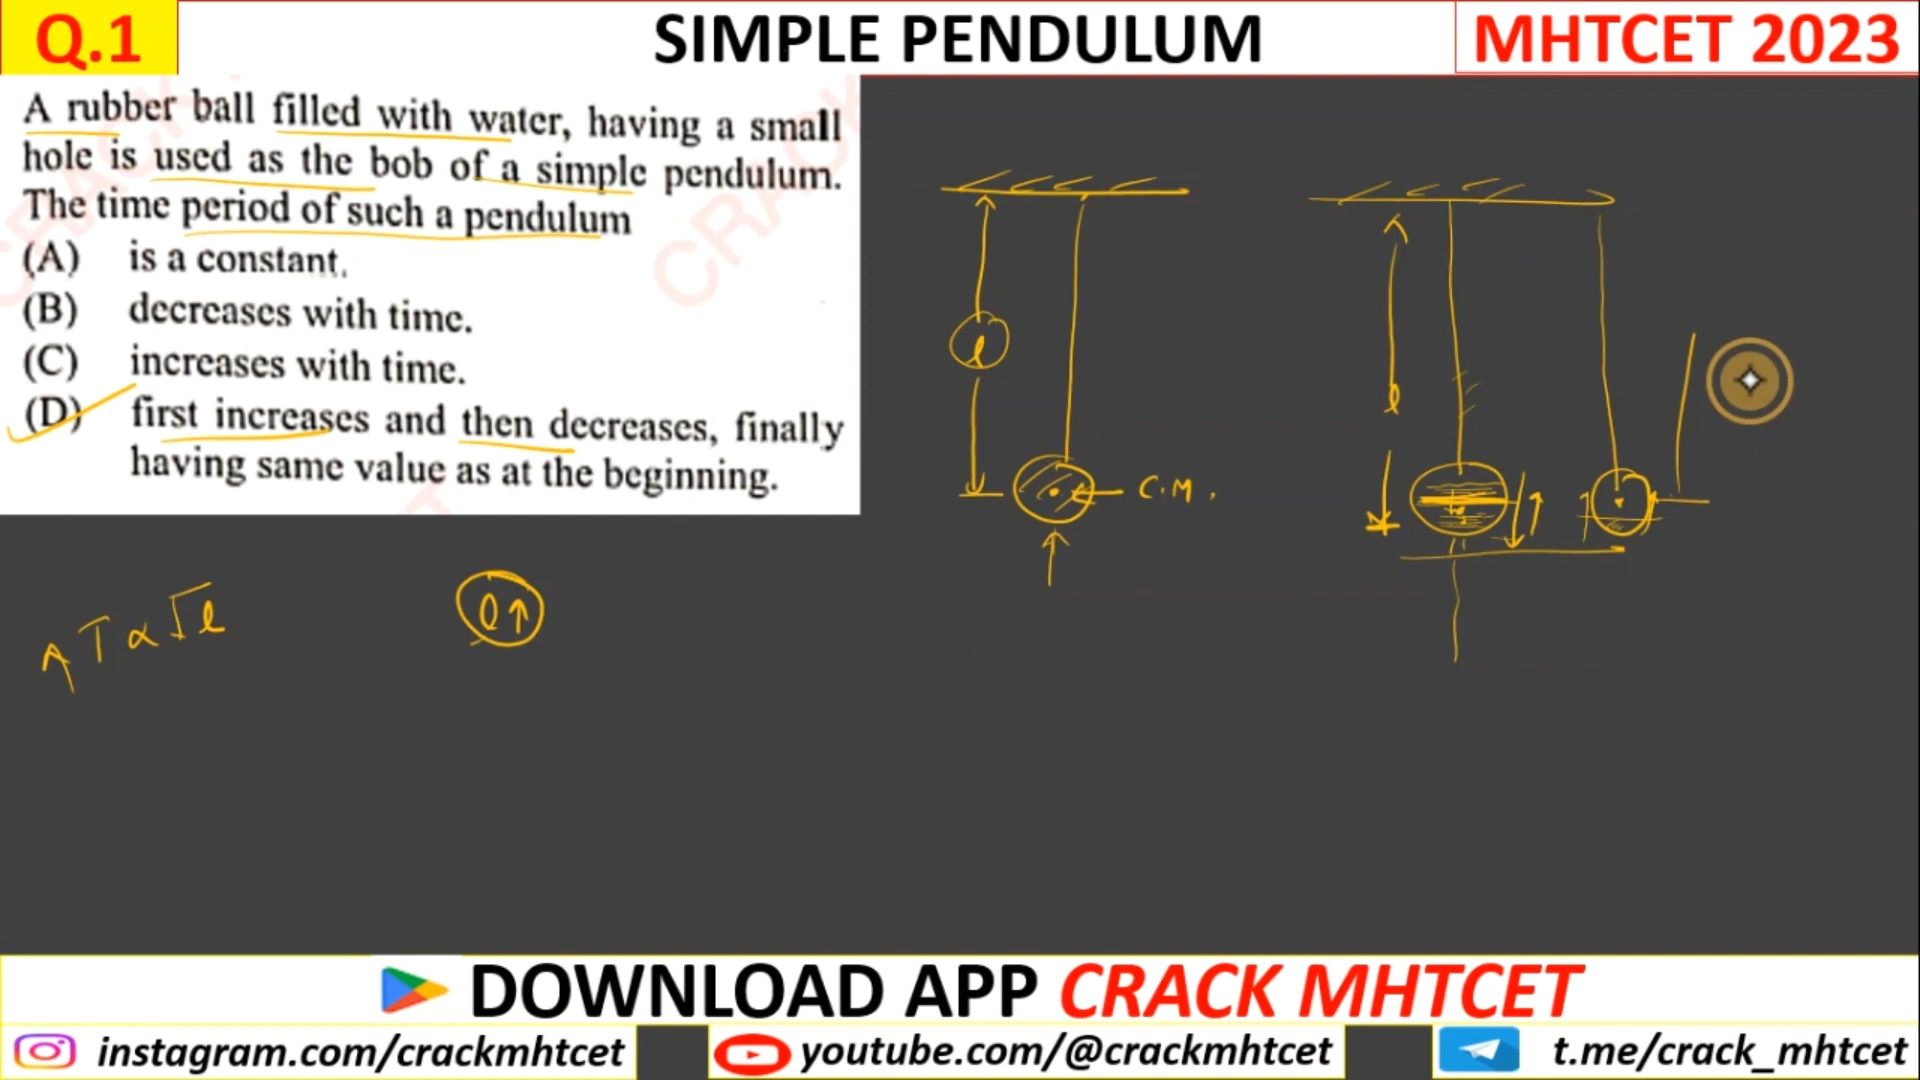 Q.1
SIMPLE PENDULUM
MHTCET 2023
A rubber ball filled with water, having a small
hole is used as the bob of a simple pendulum.
The time period of such a pendulum
(A) is a constant.
(B) decreases with time.
(C) increases with time.
(D) first increases and then decreases, finally
having same value as at the beginning.
l
C.M.
l
↑ T ∝ √l
l↑
DOWNLOAD APP CRACK MHTCET
instagram.com/crackmhtcet
youtube.com/@crackmhtcet
t.me/crack_mhtcet